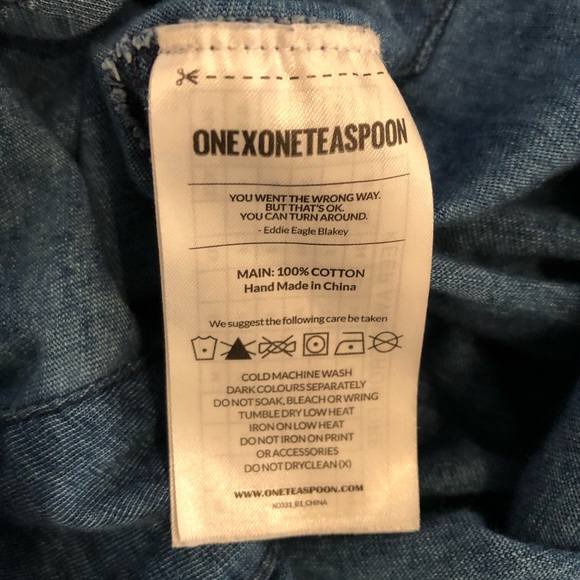 ONEXONETEASPOON
YOU WENT THE WRONG WAY.
BUT THAT'S OK.
YOU CAN TURN AROUND.
- Eddie Eagle Blakey
MAIN: 100% COTTON
Hand Made in China
We suggest the following care be taken
COLD MACHINE WASH
DARK COLOURS SEPARATELY
DO NOT SOAK, BLEACH OR WRING
TUMBLE DRY LOW HEAT
IRON ON LOW HEAT
DO NOT IRON ON PRINT
OR ACCESSORIES
DO NOT DRYCLEAN (X)
WWW.ONETEASPOON.COM